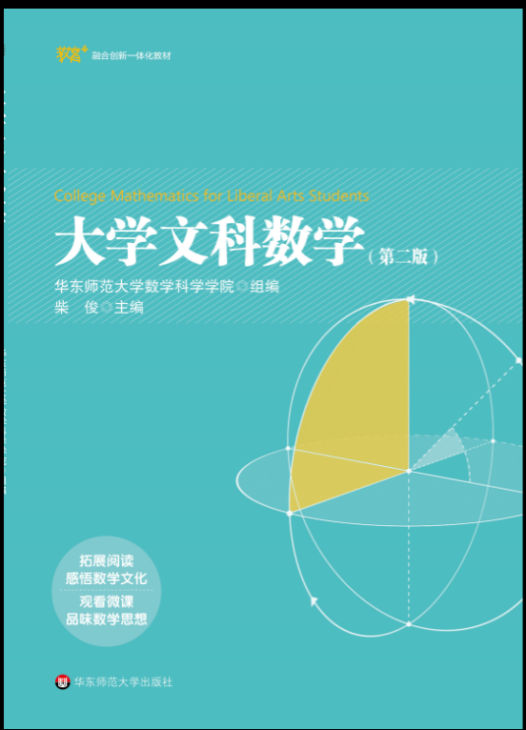 教育+ 融合创新一体化教材
College Mathematics for Liberal Arts Students
大学文科数学（第二版）
华东师范大学数学科学学院◎组编
柴 俊◎主编
拓展阅读
感悟数学文化
观看微课
品味数学思想
华东师范大学出版社